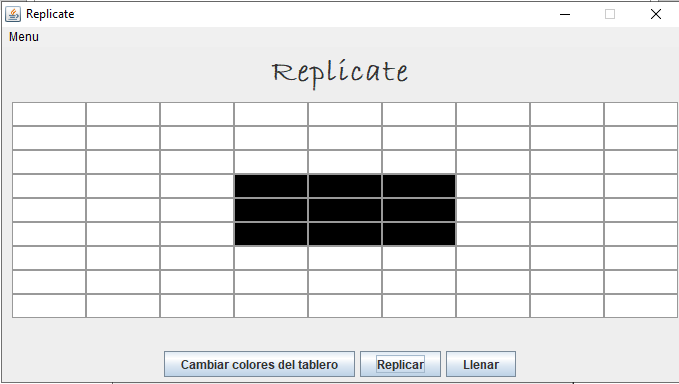 Replicate
Menu
Replicate
Cambiar colores del tablero Replicar Llenar